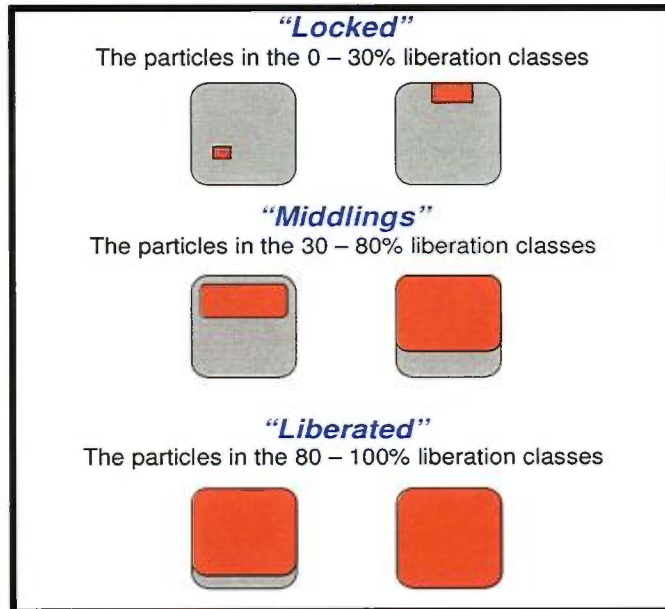 “Locked”
The particles in the 0 – 30% liberation classes
“Middlings”
The particles in the 30 – 80% liberation classes
“Liberated”
The particles in the 80 – 100% liberation classes